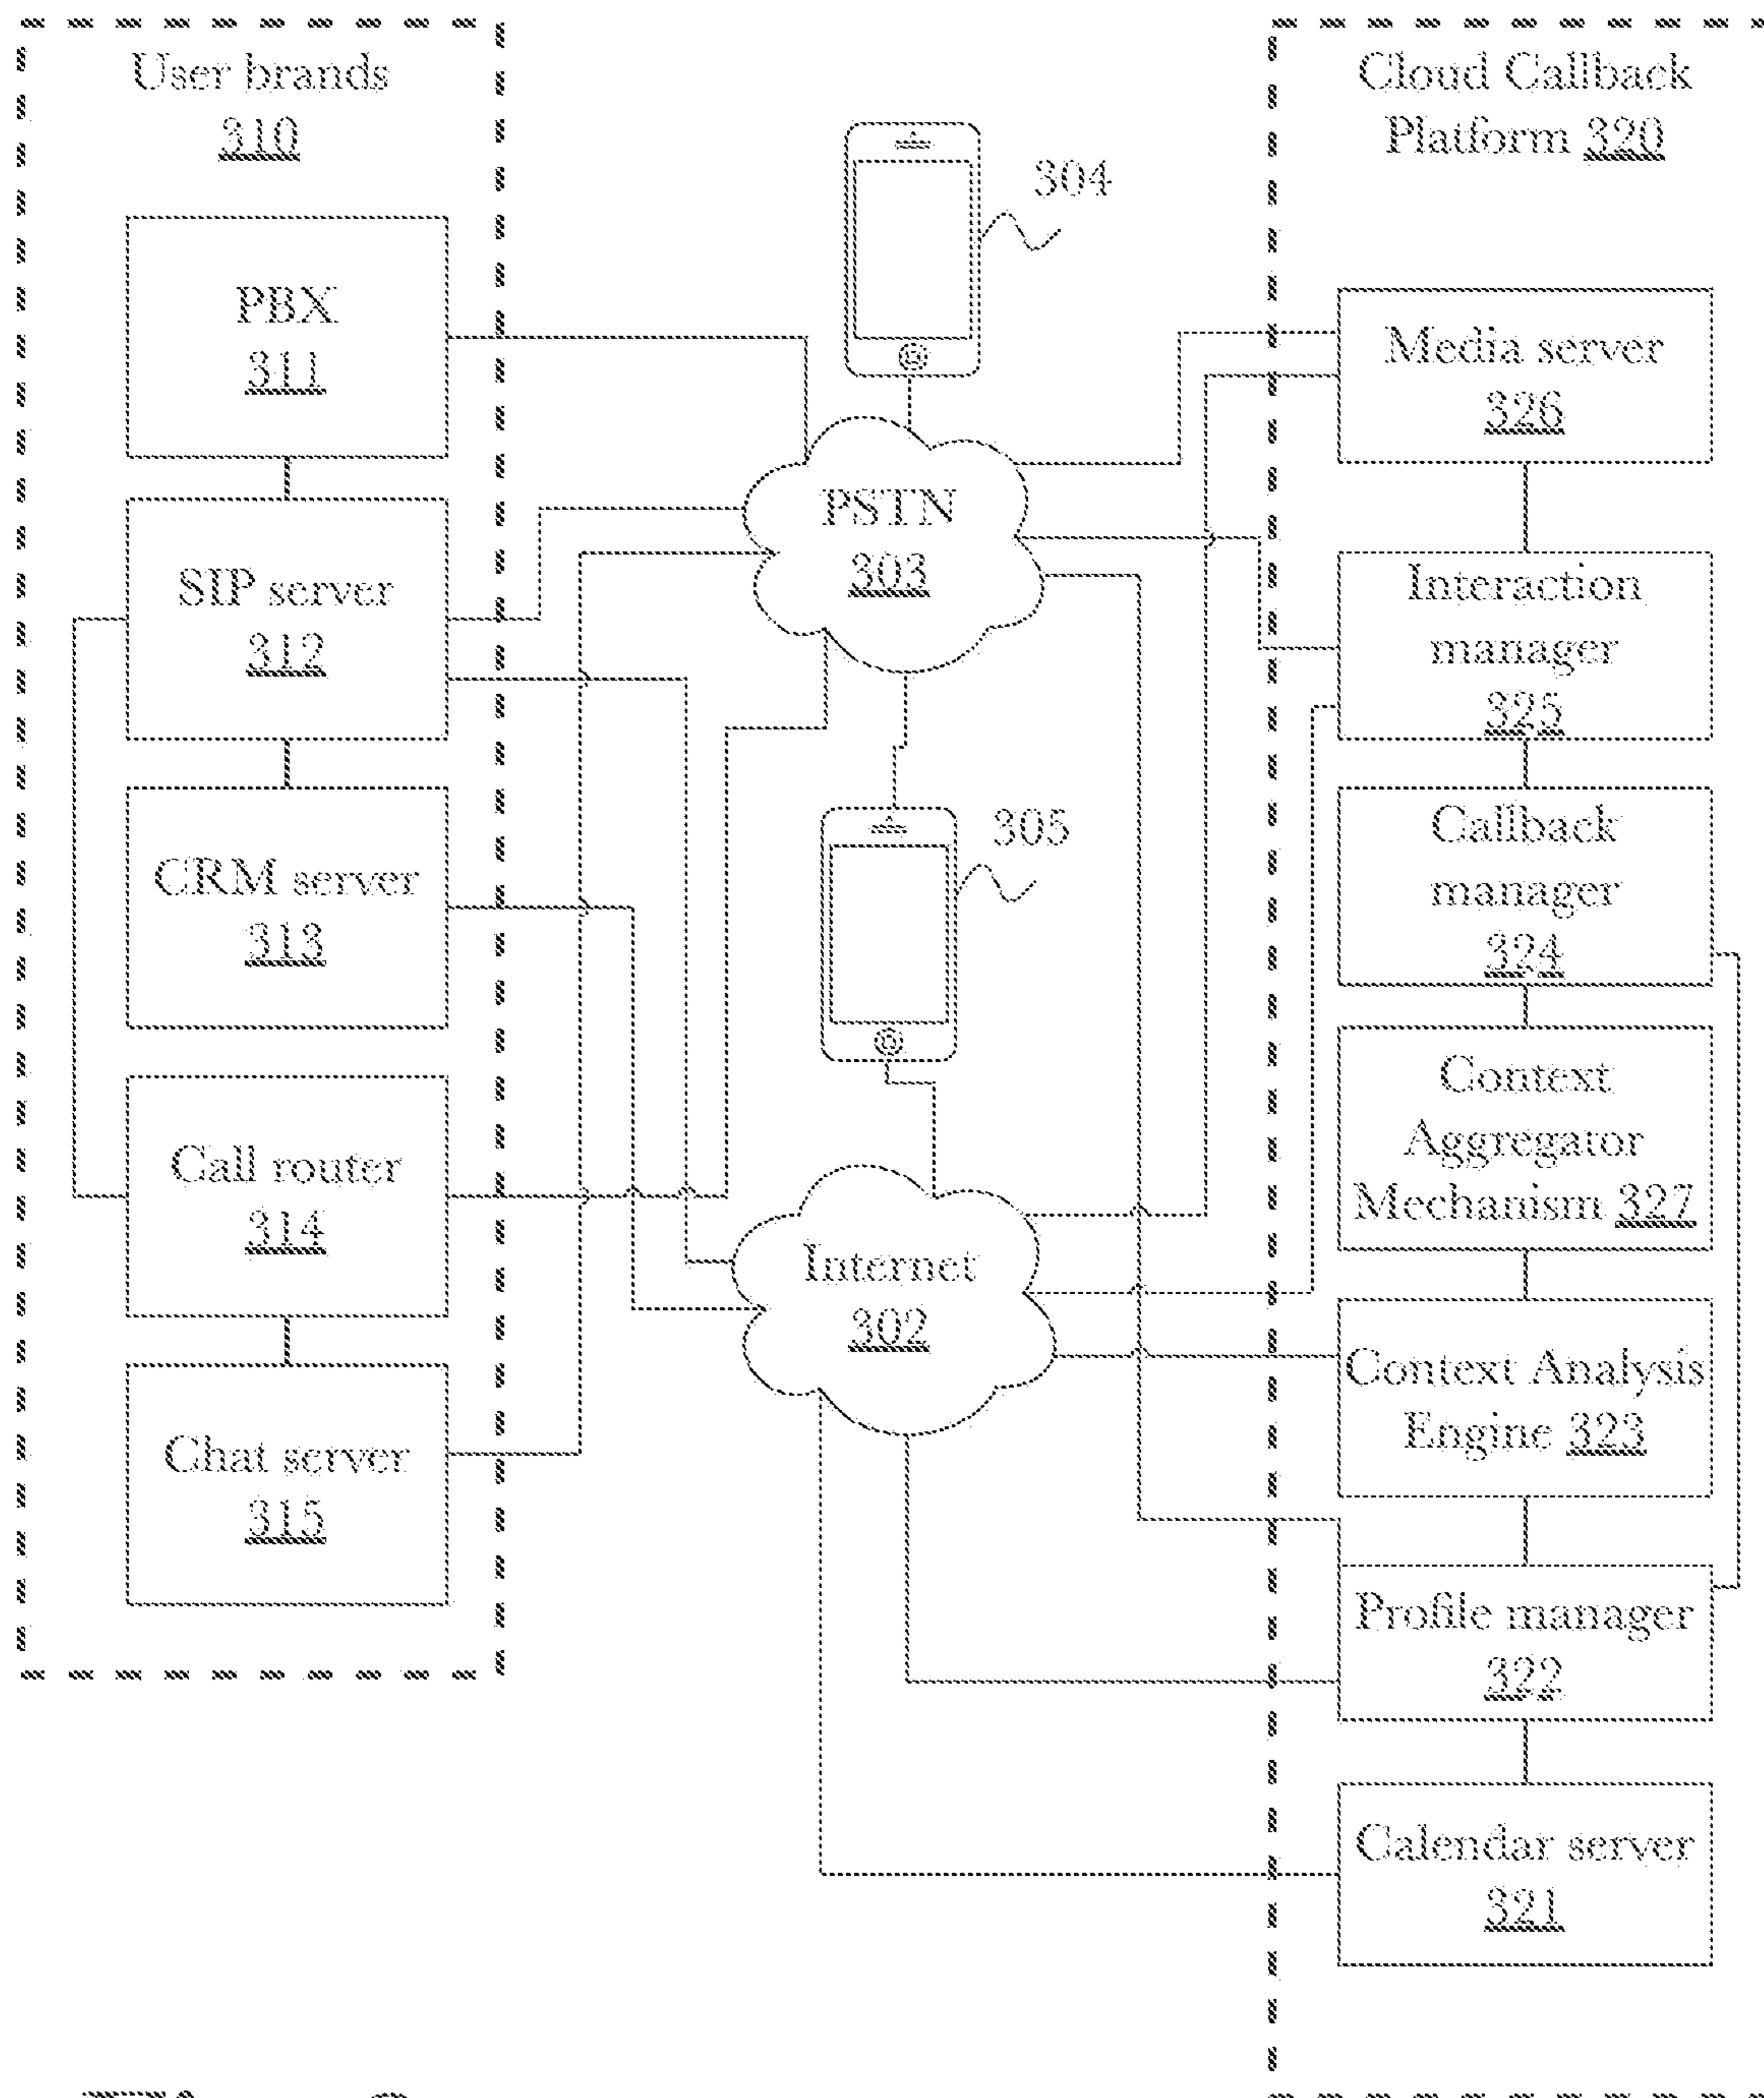 User brands
310
PBX
311
SIP server
312
CRM server
313
Call router
314
Chat server
315
304
PSTN
303
305
Internet
302
Cloud Callback
Platform 320
Media server
326
Interaction
manager
325
Callback
manager
324
Context
Aggregator
Mechanism 327
Context Analysis
Engine 323
Profile manager
322
Calendar server
321